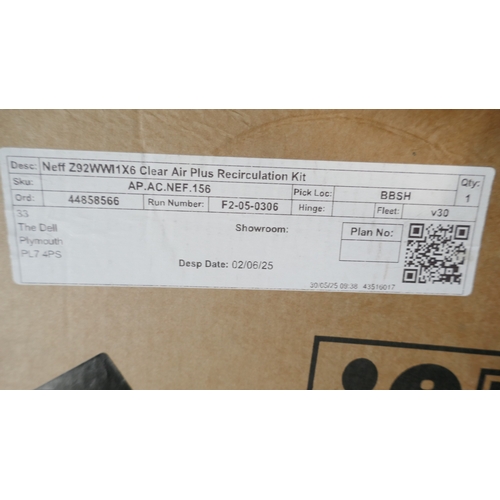 Desc: Neff Z92WWI1X6 Clear Air Plus Recirculation Kit Qty:
Sku: AP.AC.NEF.156 Pick Loc: BBSH 1
Ord: 44858566 Run Number: F2-05-0306 Hinge: Fleet: v30
33
The Dell Showroom: Plan No:
Plymouth
PL7 4PS
Desp Date: 02/06/25
43516017